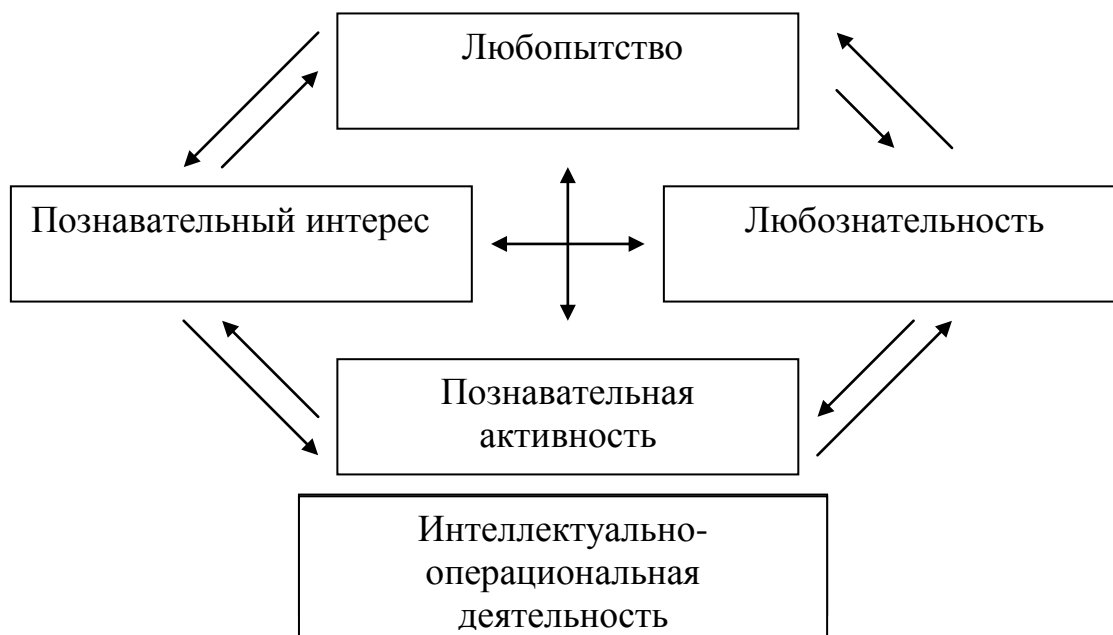 Любопытство
Познавательный интерес
Любознательность
Познавательная
активность
Интеллектуально-
операциональная
деятельность